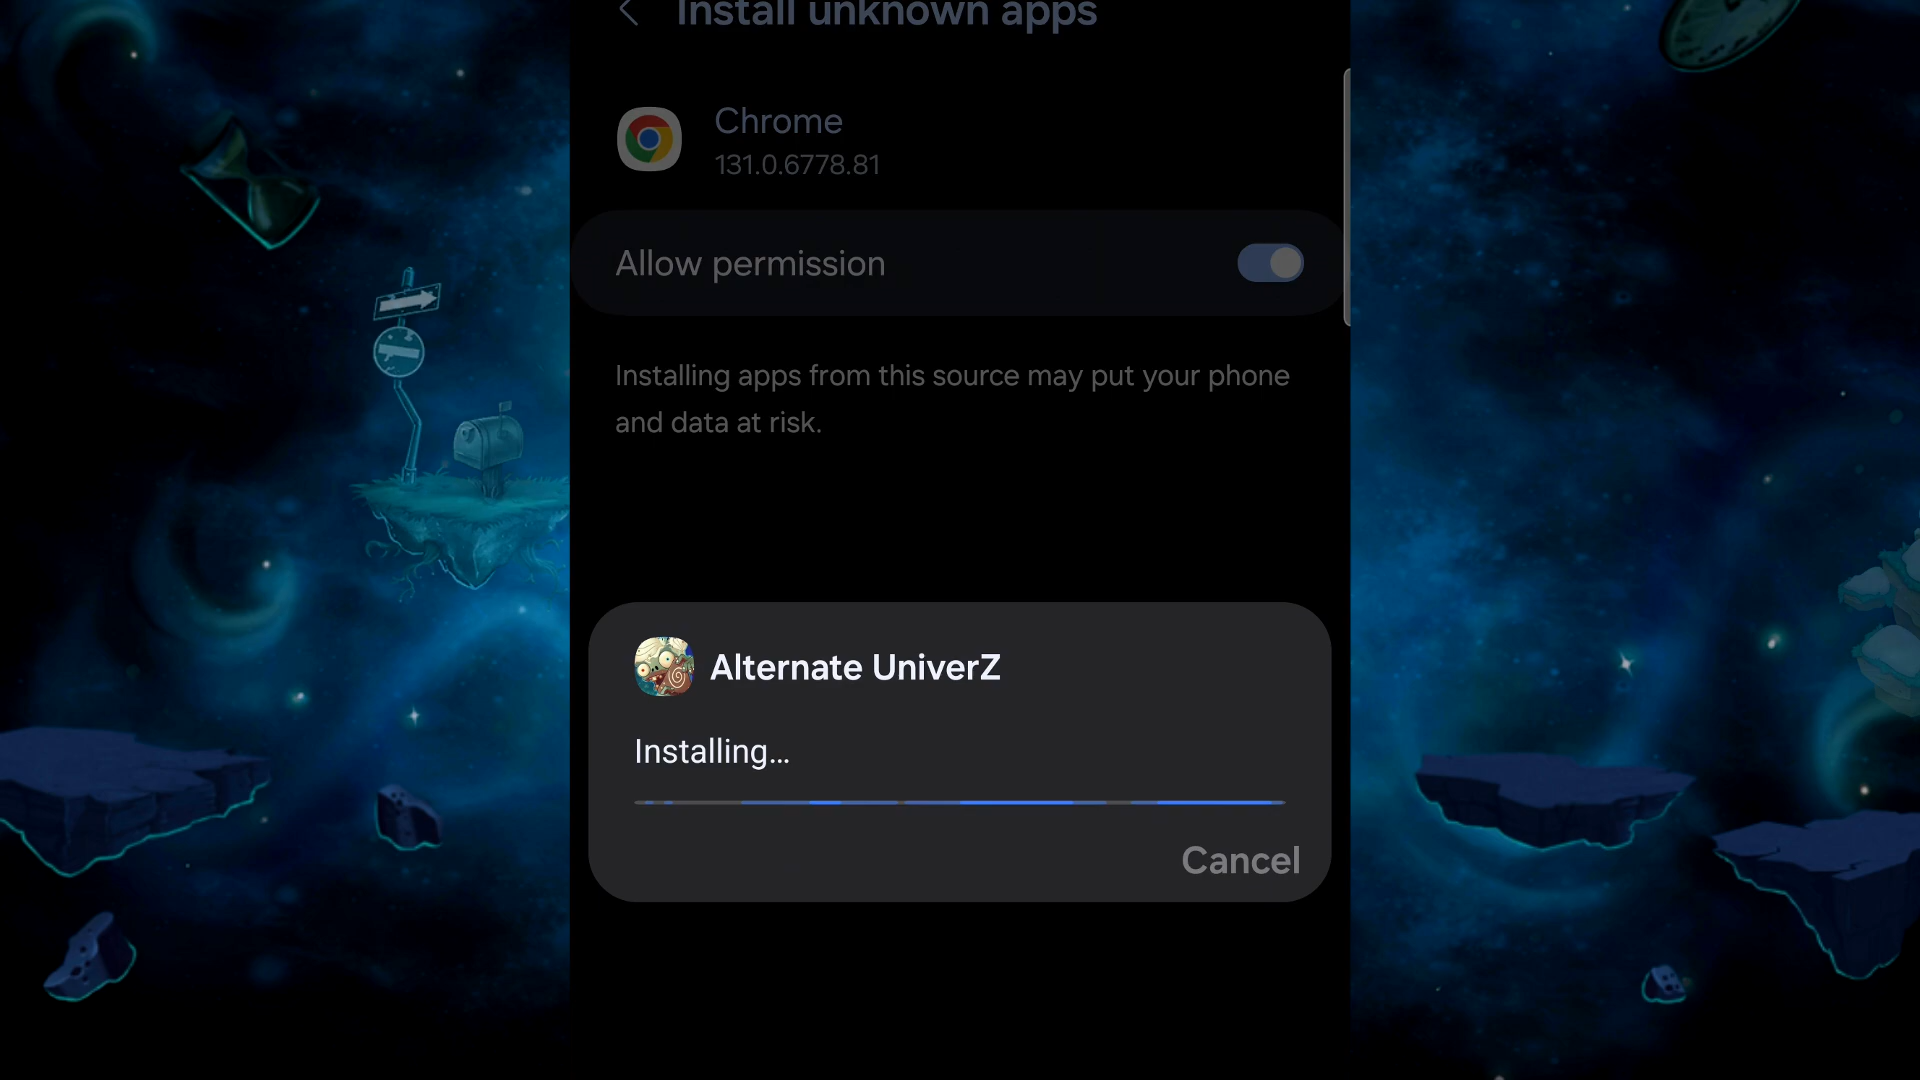 Install unknown apps
Chrome
131.0.6778.81
Allow permission
Installing apps from this source may put your phone
and data at risk.
Alternate UniverZ
Installing...
Cancel